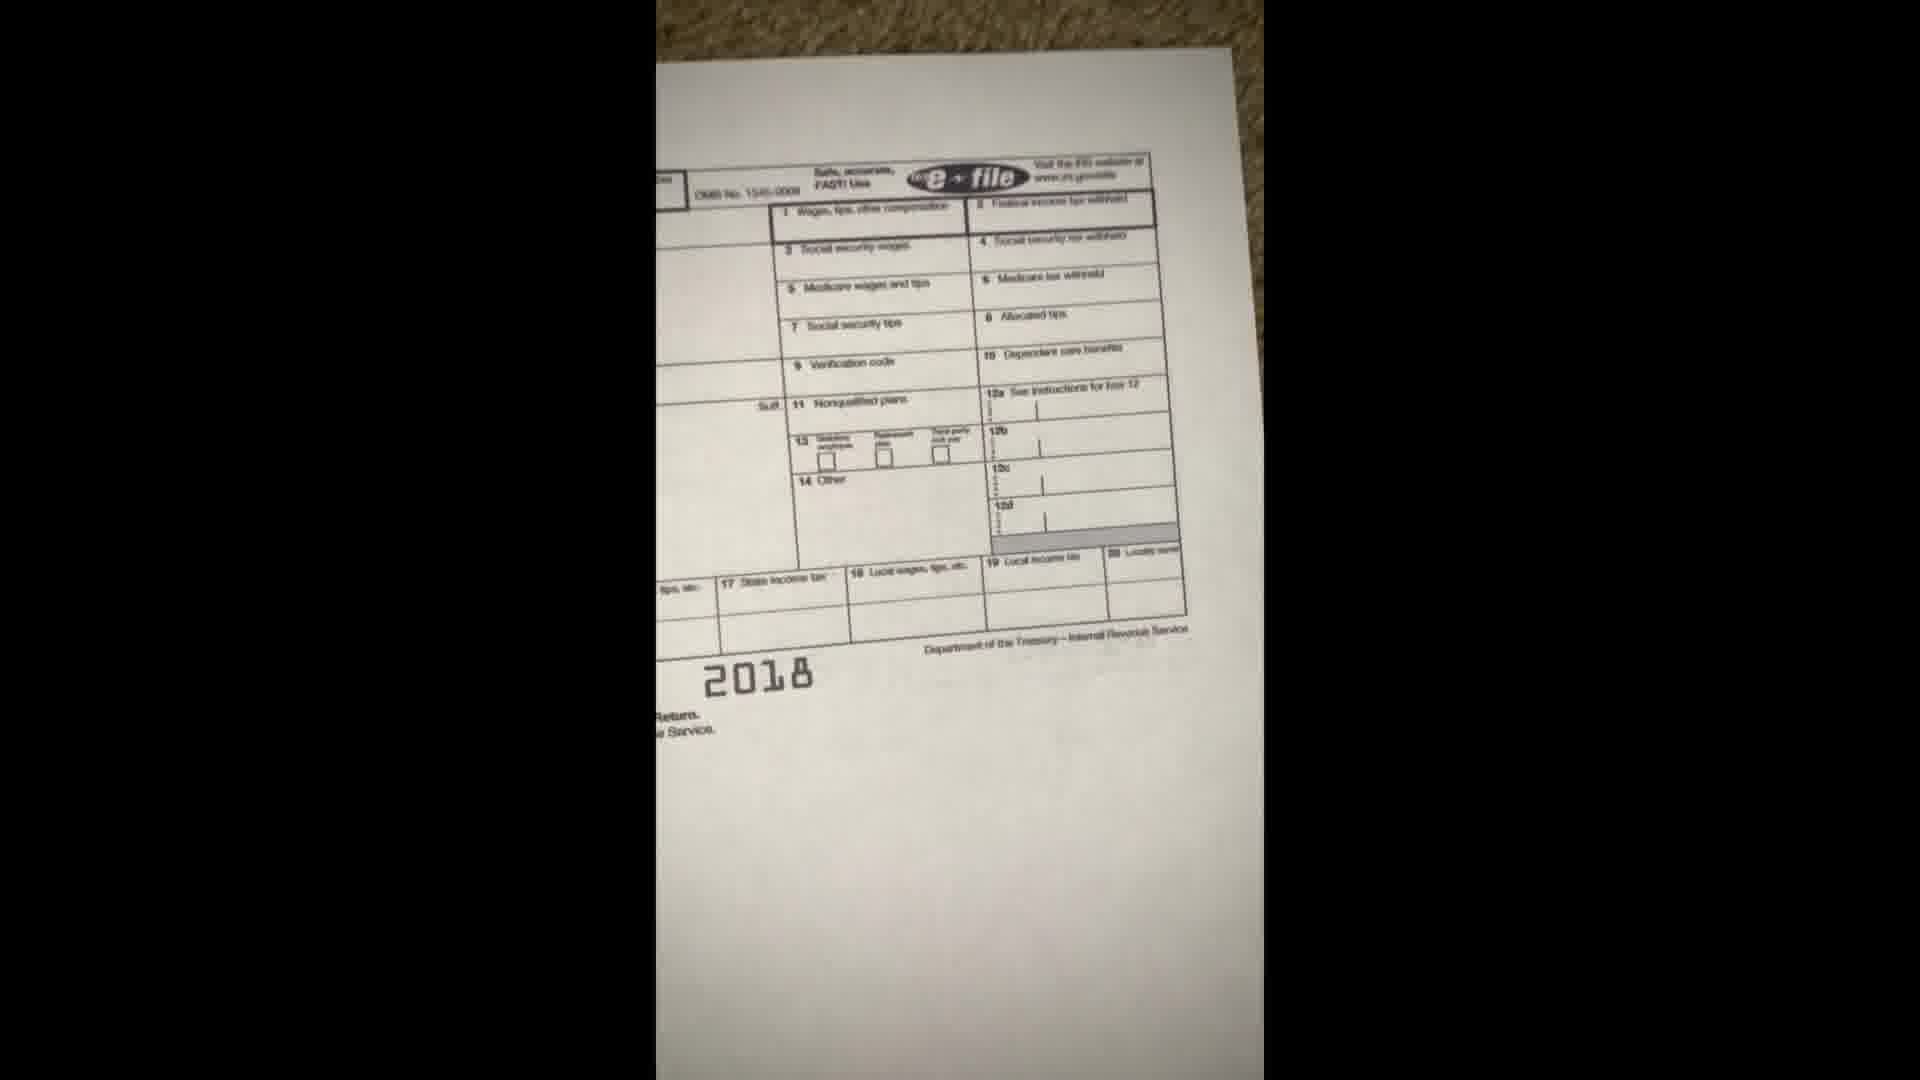 OMB No. 1545-0008
Safe, accurate,
FAST! Use
e file
Visit the IRS website at
www.irs.gov/efile
1 Wages, tips, other compensation
2 Federal income tax withheld
3 Social security wages
4 Social security tax withheld
5 Medicare wages and tips
6 Medicare tax withheld
7 Social security tips
8 Allocated tips
9 Verification code
10 Dependent care benefits
Suff.
11 Nonqualified plans
12a See instructions for box 12
13 Statutory employee
Retirement plan
Third-party sick pay
12b
14 Other
12c
12d
tips, etc.
17 State income tax
18 Local wages, tips, etc.
19 Local income tax
20 Locality name
2018
Department of the Treasury – Internal Revenue Service
Return.
e Service.